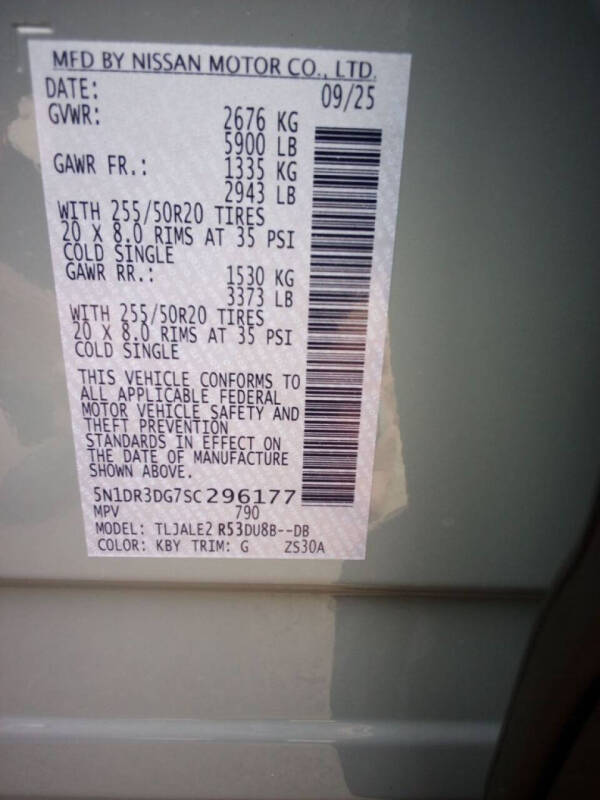 MFD BY NISSAN MOTOR CO., LTD.
DATE: 09/25
GVWR: 2676 KG
5900 LB
GAWR FR.: 1335 KG
2943 LB
WITH 255/50R20 TIRES
20 X 8.0 RIMS AT 35 PSI
COLD SINGLE
GAWR RR.: 1530 KG
3373 LB
WITH 255/50R20 TIRES
20 X 8.0 RIMS AT 35 PSI
COLD SINGLE
THIS VEHICLE CONFORMS TO
ALL APPLICABLE FEDERAL
MOTOR VEHICLE SAFETY AND
THEFT PREVENTION
STANDARDS IN EFFECT ON
THE DATE OF MANUFACTURE
SHOWN ABOVE.
5N1DR3DG7SC296177
MPV 790
MODEL: TLJALE2 R53DU8B--DB
COLOR: KBY TRIM: G ZS30A